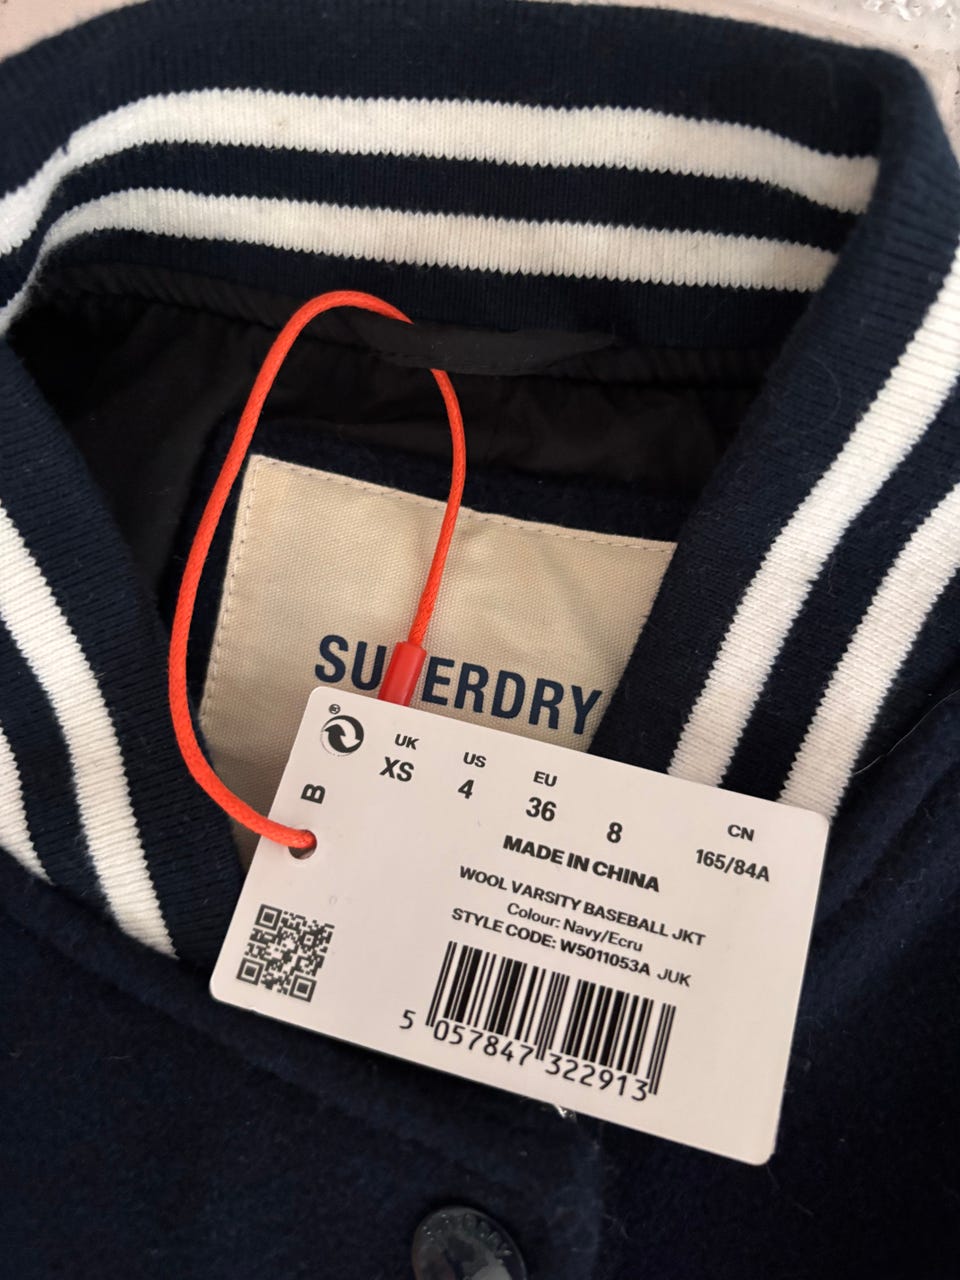 SUPERDRY
®
B
UK US EU CN
XS 4 36 8 165/84A
MADE IN CHINA
WOOL VARSITY BASEBALL JKT
Colour: Navy/Ecru
STYLE CODE: W5011053A JUK
5 057847 322913